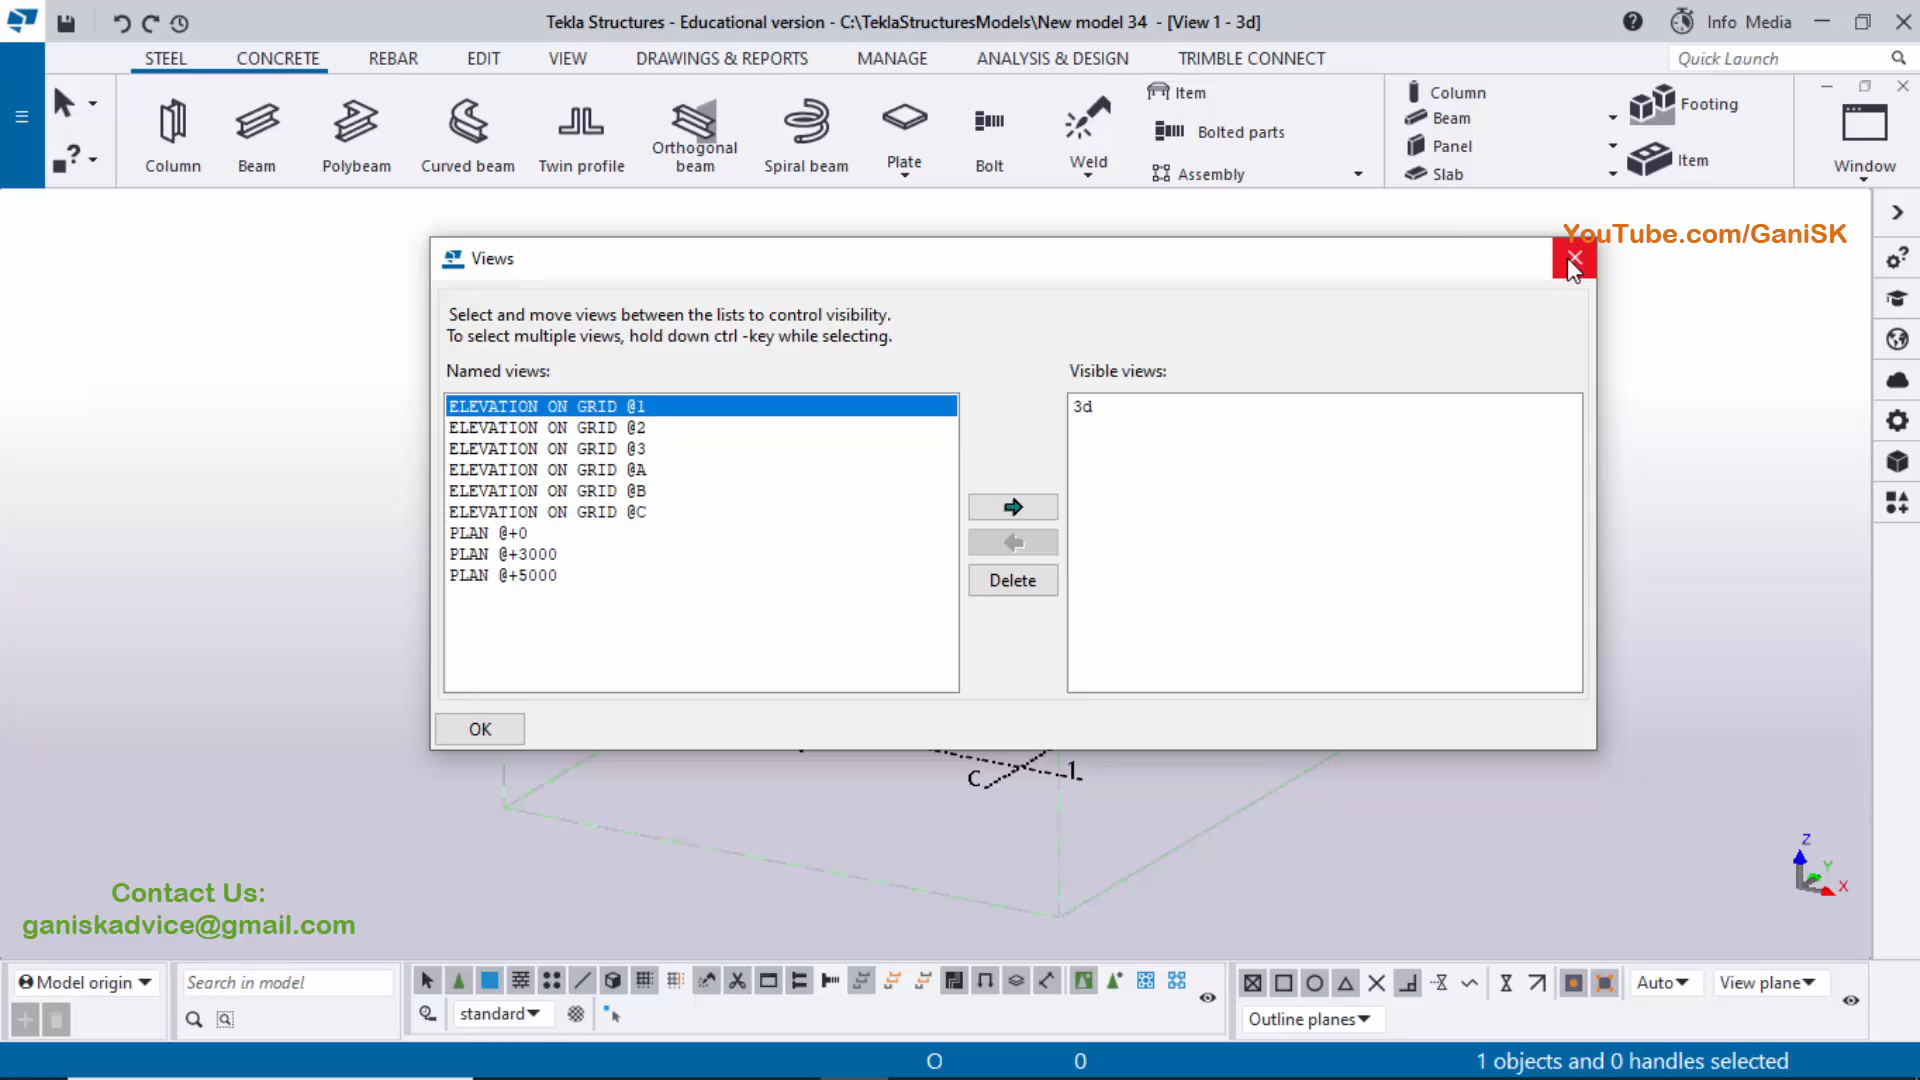 Tekla Structures - Educational version - C:\TeklaStructuresModels\New model 34 - [View 1 - 3d]
Info Media
STEEL CONCRETE REBAR EDIT VIEW DRAWINGS & REPORTS MANAGE ANALYSIS & DESIGN TRIMBLE CONNECT
Quick Launch
Column
Beam
Polybeam
Curved beam
Twin profile
Orthogonal
beam
Spiral beam
Plate
Bolt
Weld
Item
Bolted parts
Assembly
Column
Beam
Panel
Slab
Footing
Item
Window
YouTube.com/GaniSK
Views
Select and move views between the lists to control visibility.
To select multiple views, hold down ctrl -key while selecting.
Named views:
ELEVATION ON GRID @1
ELEVATION ON GRID @2
ELEVATION ON GRID @3
ELEVATION ON GRID @A
ELEVATION ON GRID @B
ELEVATION ON GRID @C
PLAN @+0
PLAN @+3000
PLAN @+5000
Delete
Visible views:
3d
OK
C
1
Z
Y
X
Contact Us:
ganiskadvice@gmail.com
Model origin
Search in model
standard
Auto
View plane
Outline planes
O
0
1 objects and 0 handles selected